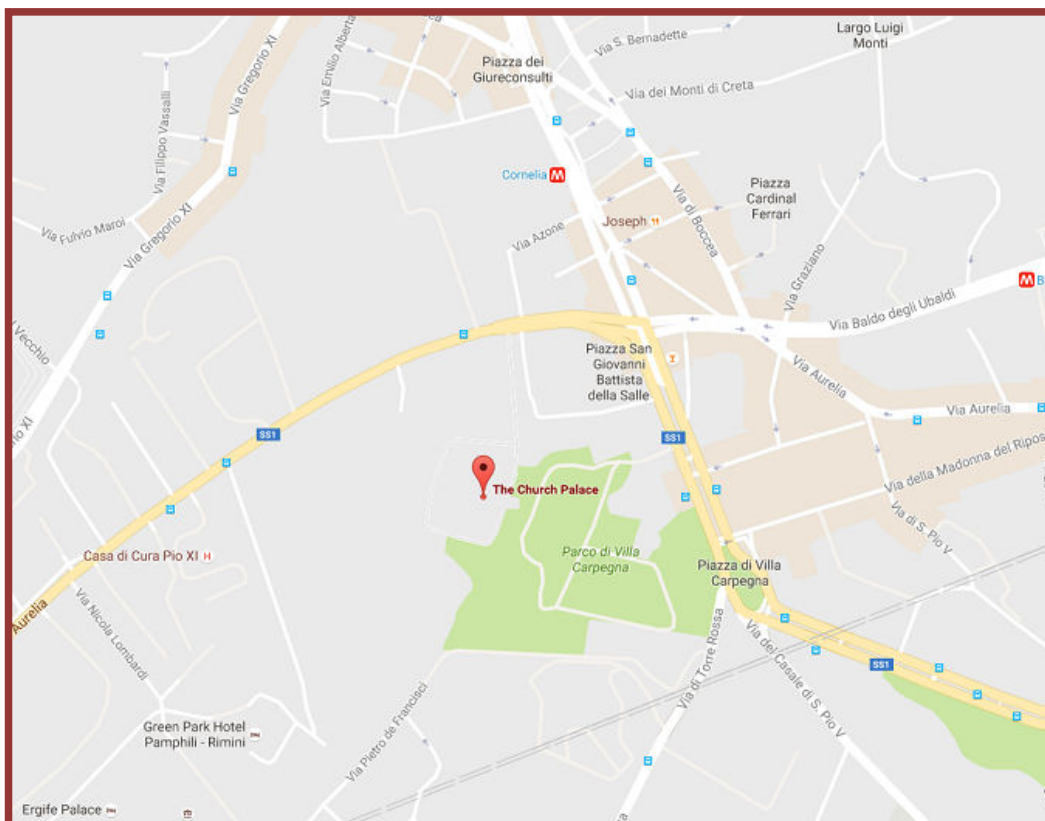 Via Gregorio XI
Via Emilio Alberta
Piazza dei
Giureconsulti
Via S. Bernadette
Largo Luigi
Monti
Via dei Monti di Creta
Via Filippo Vassalli
Cornelia
Via di Boccea
Piazza
Cardinal
Ferrari
Joseph
Via Azone
Via Fulvio Maroi
Via Gregorio XI
Via Graziano
B
Via Baldo degli Ubaldi
Vecchio
Piazza San
Giovanni
Battista
della Salle
Via Aurelia
Via Aurelia
XI
SS1
SS1
Via della Madonna del Ripos
The Church Palace
Via di S. Pio V
Casa di Cura Pio XI
H
Parco di Villa
Carpegna
Piazza di Villa
Carpegna
Aurelia
Via Nicola Lombardi
Via di Torre Rossa
Via del Casale di S. Pio V
SS1
Via Pietro de Francisci
Green Park Hotel
Pamphili - Rimini
Ergife Palace